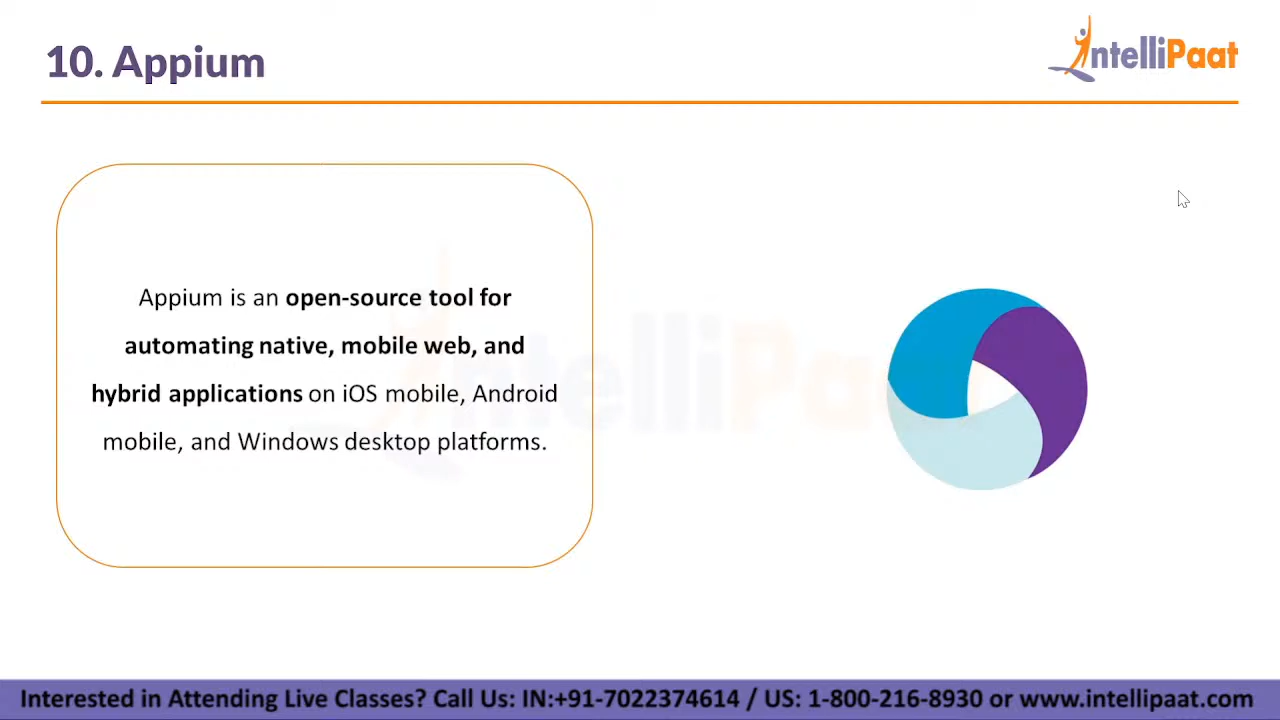 10. Appium
IntelliPaat
Appium is an open-source tool for
automating native, mobile web, and
hybrid applications on iOS mobile, Android
mobile, and Windows desktop platforms.
IntelliPaat
Interested in Attending Live Classes? Call Us: IN:+91-7022374614 / US: 1-800-216-8930 or www.intellipaat.com